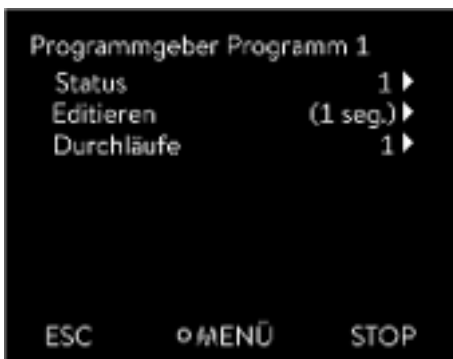 Programmgeber Programm 1
Status 1
Editieren (1 seg.)
Durchläufe 1
ESC MENÜ STOP